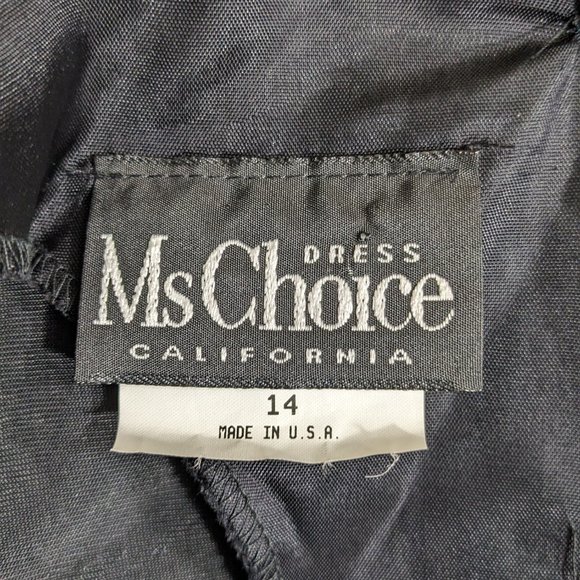 DRESS
Ms Choice
CALIFORNIA
14
MADE IN U.S.A.